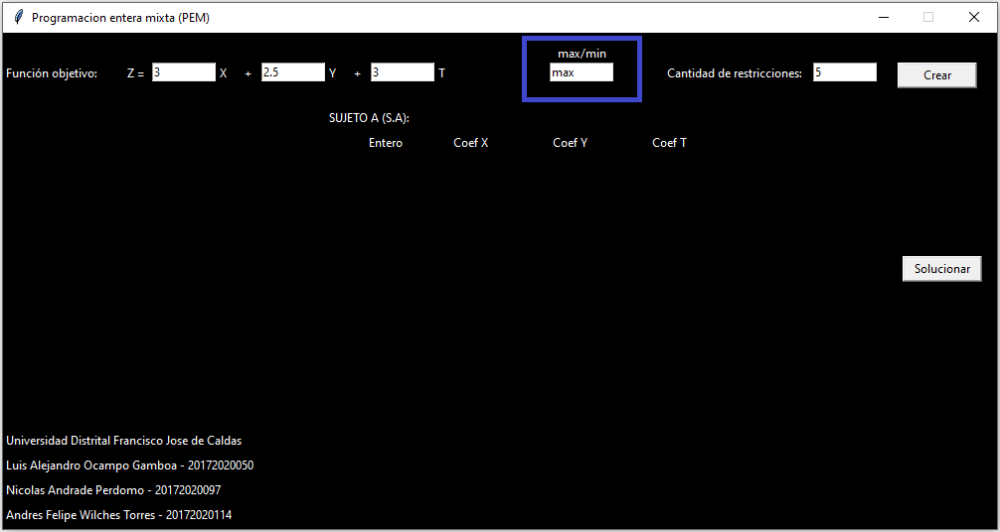 Programacion entera mixta (PEM)
max/min
Función objetivo: Z = 3 X + 2.5 Y + 3 T max Cantidad de restricciones: 5 Crear
SUJETO A (S.A):
Entero Coef X Coef Y Coef T
Solucionar
Universidad Distrital Francisco Jose de Caldas
Luis Alejandro Ocampo Gamboa - 20172020050
Nicolas Andrade Perdomo - 20172020097
Andres Felipe Wilches Torres - 20172020114